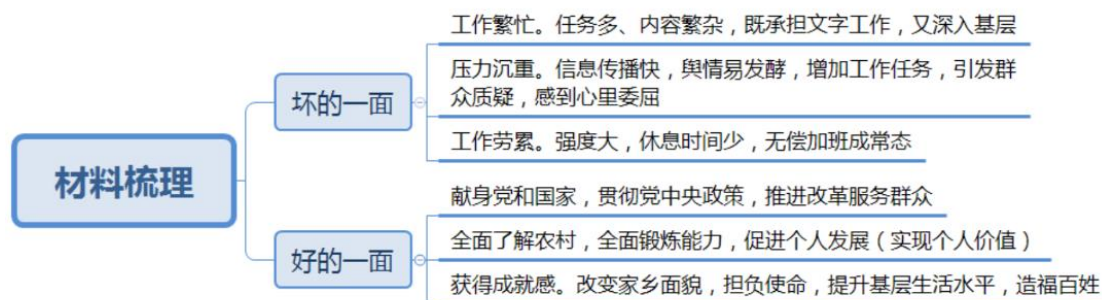 工作繁忙。任务多、内容繁杂，既承担文字工作，又深入基层
压力沉重。信息传播快，舆情易发酵，增加工作任务，引发群
众质疑，感到心里委屈
坏的一面
工作劳累。强度大，休息时间少，无偿加班成常态
材料梳理
献身党和国家，贯彻党中央政策，推进改革服务群众
全面了解农村，全面锻炼能力，促进个人发展（实现个人价值）
好的一面
获得成就感。改变家乡面貌，担负使命，提升基层生活水平，造福百姓